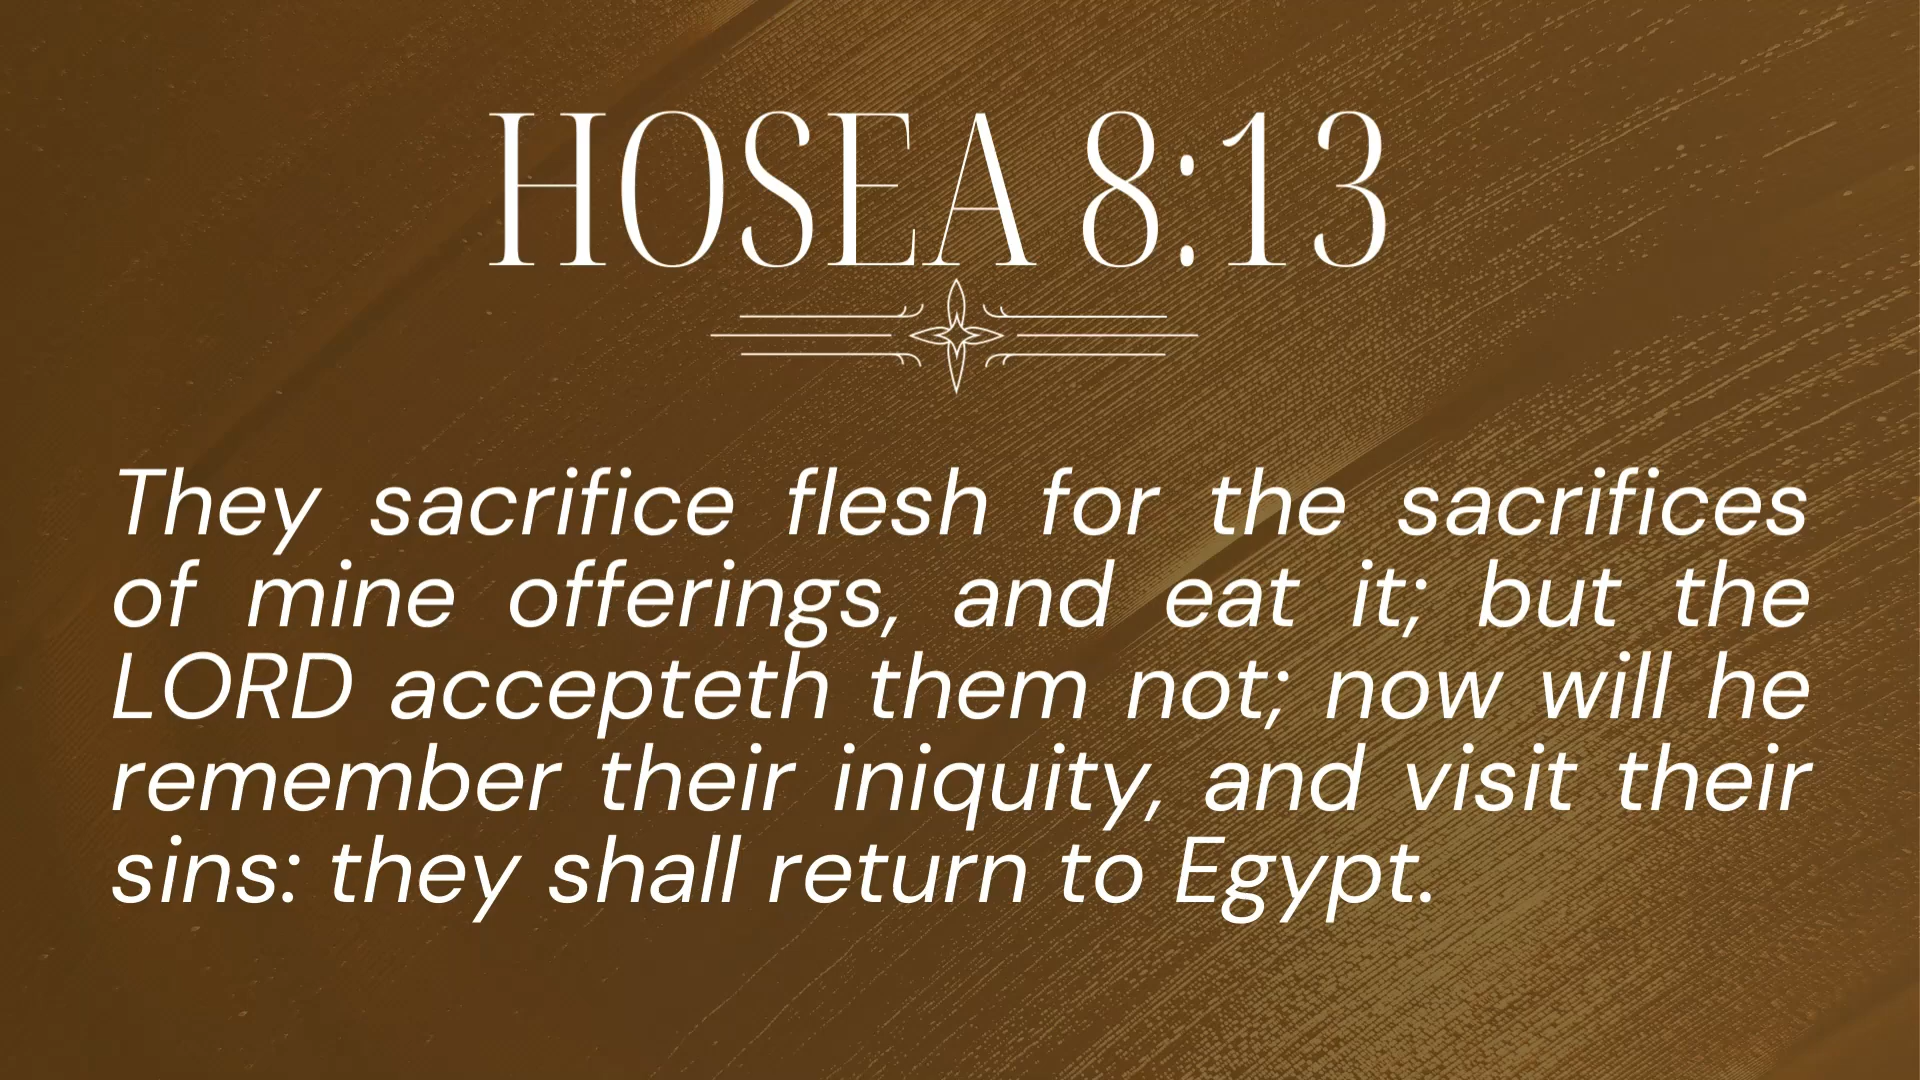 HOSEA 8:13
They sacrifice flesh for the sacrifices
of mine offerings, and eat it; but the
LORD accepteth them not; now will he
remember their iniquity, and visit their
sins: they shall return to Egypt.